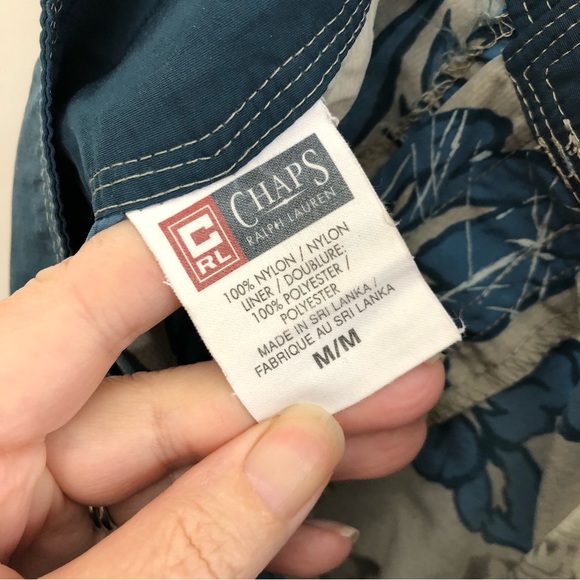 C
RL
CHAPS
RALPH LAUREN
100% NYLON / NYLON
LINER / DOUBLURE:
100% POLYESTER /
POLYESTER
MADE IN SRI LANKA /
FABRIQUE AU SRI LANKA
M/M